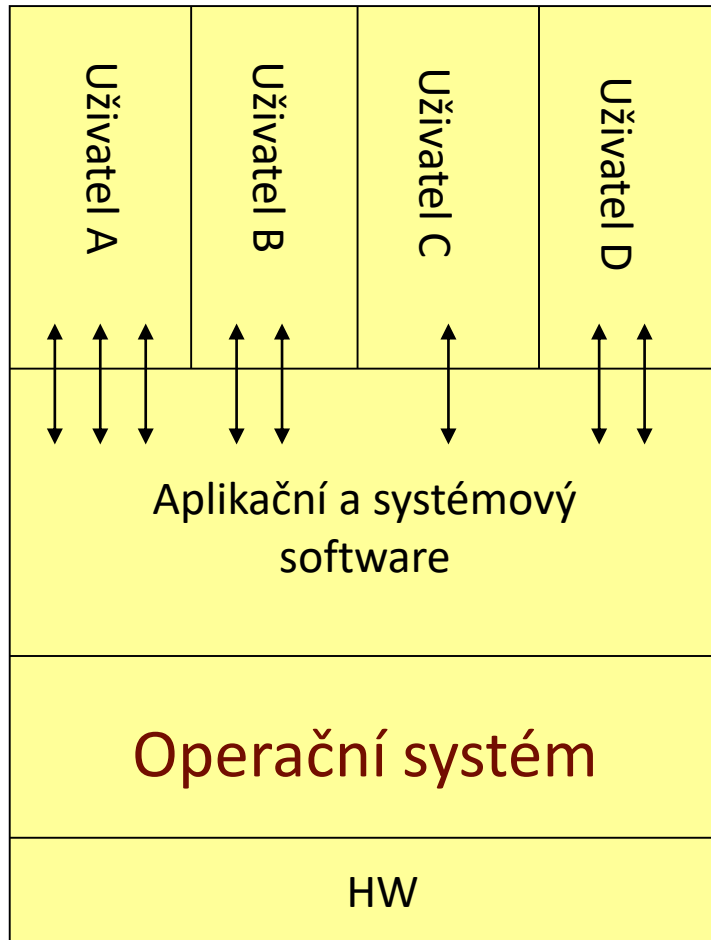 Uživatel A
Uživatel B
Uživatel C
Uživatel D
Aplikační a systémový
software
Operační systém
HW